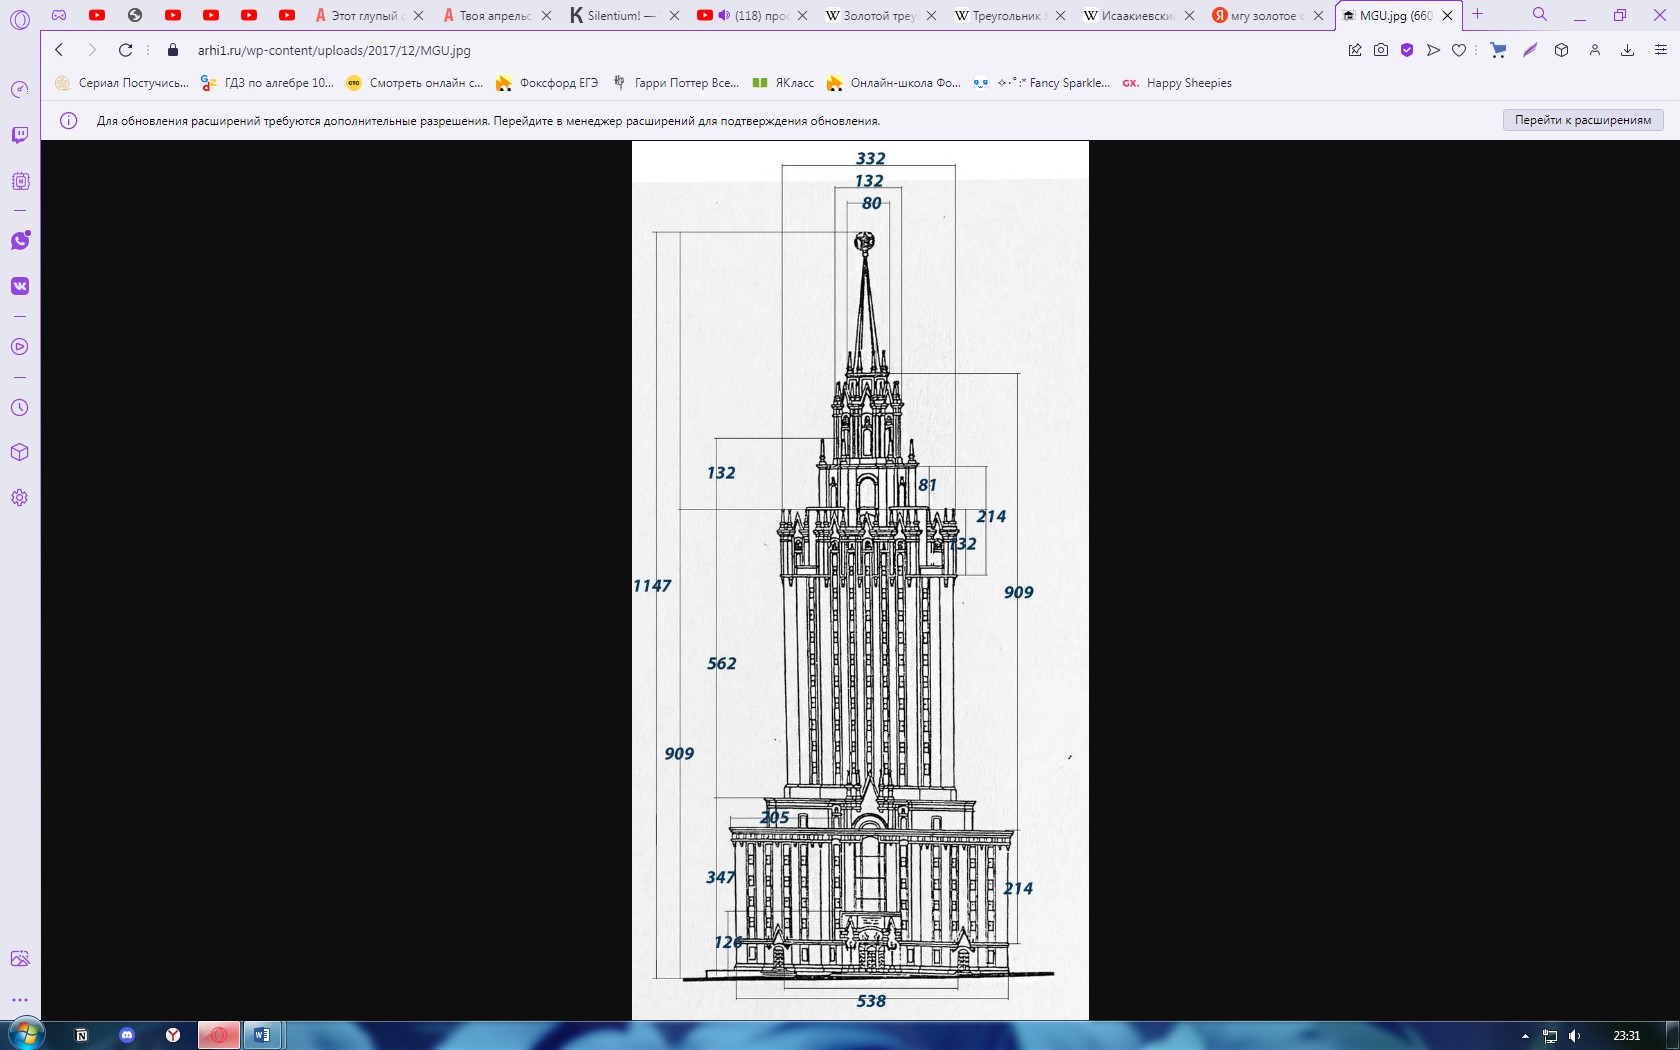 Этот глупый с
Твоя апрельс
Silentium! —
(118) прос
Золотой треу
Треугольник
Исаакиевски
мгу золотое с
MGU.jpg (660
arhi1.ru/wp-content/uploads/2017/12/MGU.jpg
Сериал Постучись...
ГДЗ по алгебре 10...
Смотреть онлайн с...
Фоксфорд ЕГЭ
Гарри Поттер Все...
ЯКласс
Онлайн-школа Фо...
Fancy Sparkle...
GX. Happy Sheepies
Для обновления расширений требуются дополнительные разрешения. Перейдите в менеджер расширений для подтверждения обновления.
Перейти к расширениям
332
132
80
132
81
214
132
1147
909
562
909
205
347
214
126
538
23:31